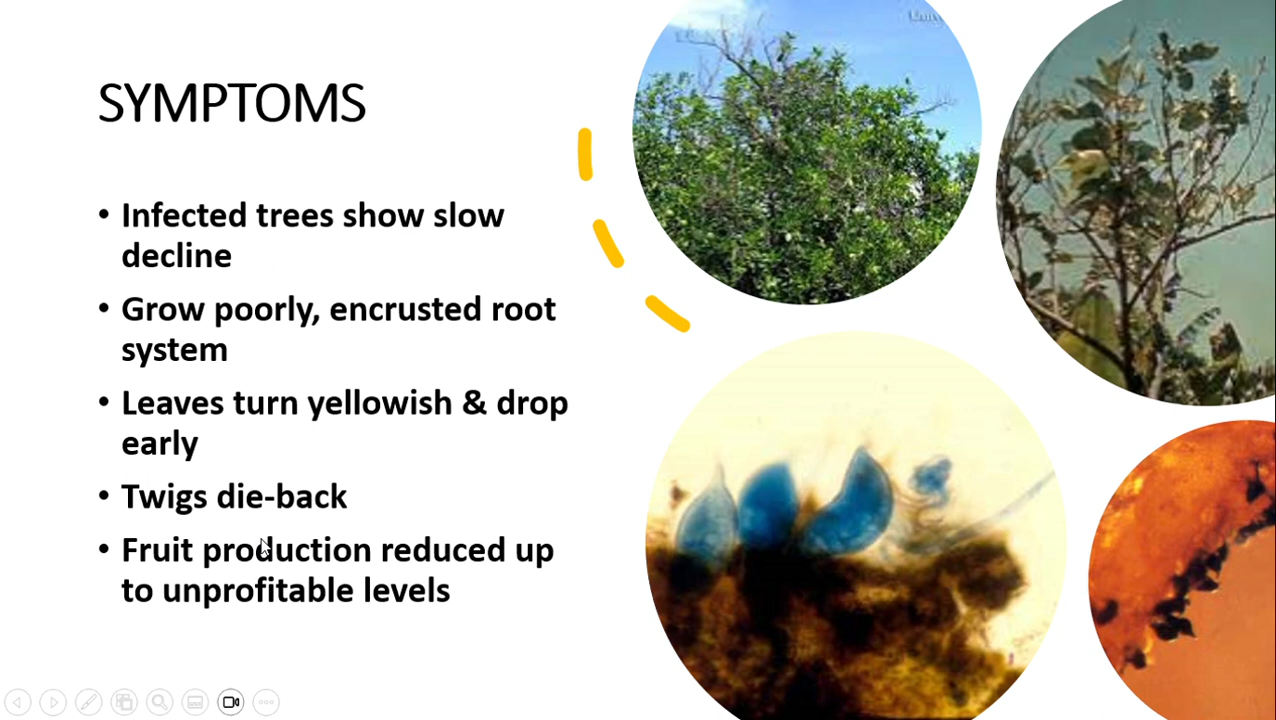 SYMPTOMS
• Infected trees show slow
decline
• Grow poorly, encrusted root
system
• Leaves turn yellowish & drop
early
• Twigs die-back
• Fruit production reduced up
to unprofitable levels